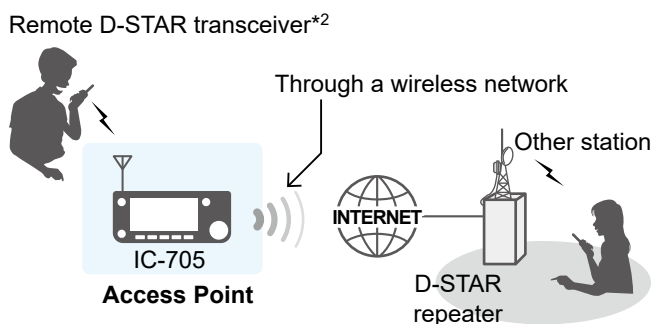 Remote D-STAR transceiver*2
Through a wireless network
Other station
INTERNET
IC-705
Access Point
D-STAR
repeater